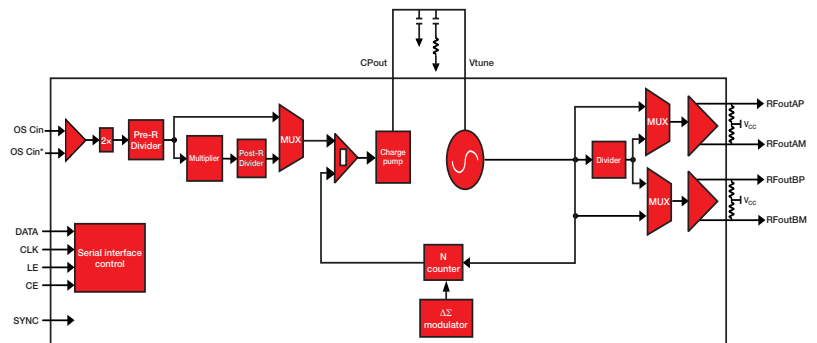 CPout
Vtune
OS Cin
OS Cin*
2×
Pre-R
Divider
Multiplier
Post-R
Divider
MUX
Charge
pump
Divider
MUX
MUX
RFoutAP
VCC
RFoutAM
RFoutBP
VCC
RFoutBM
DATA
CLK
LE
CE
Serial interface
control
SYNC
N
counter
ΔΣ
modulator